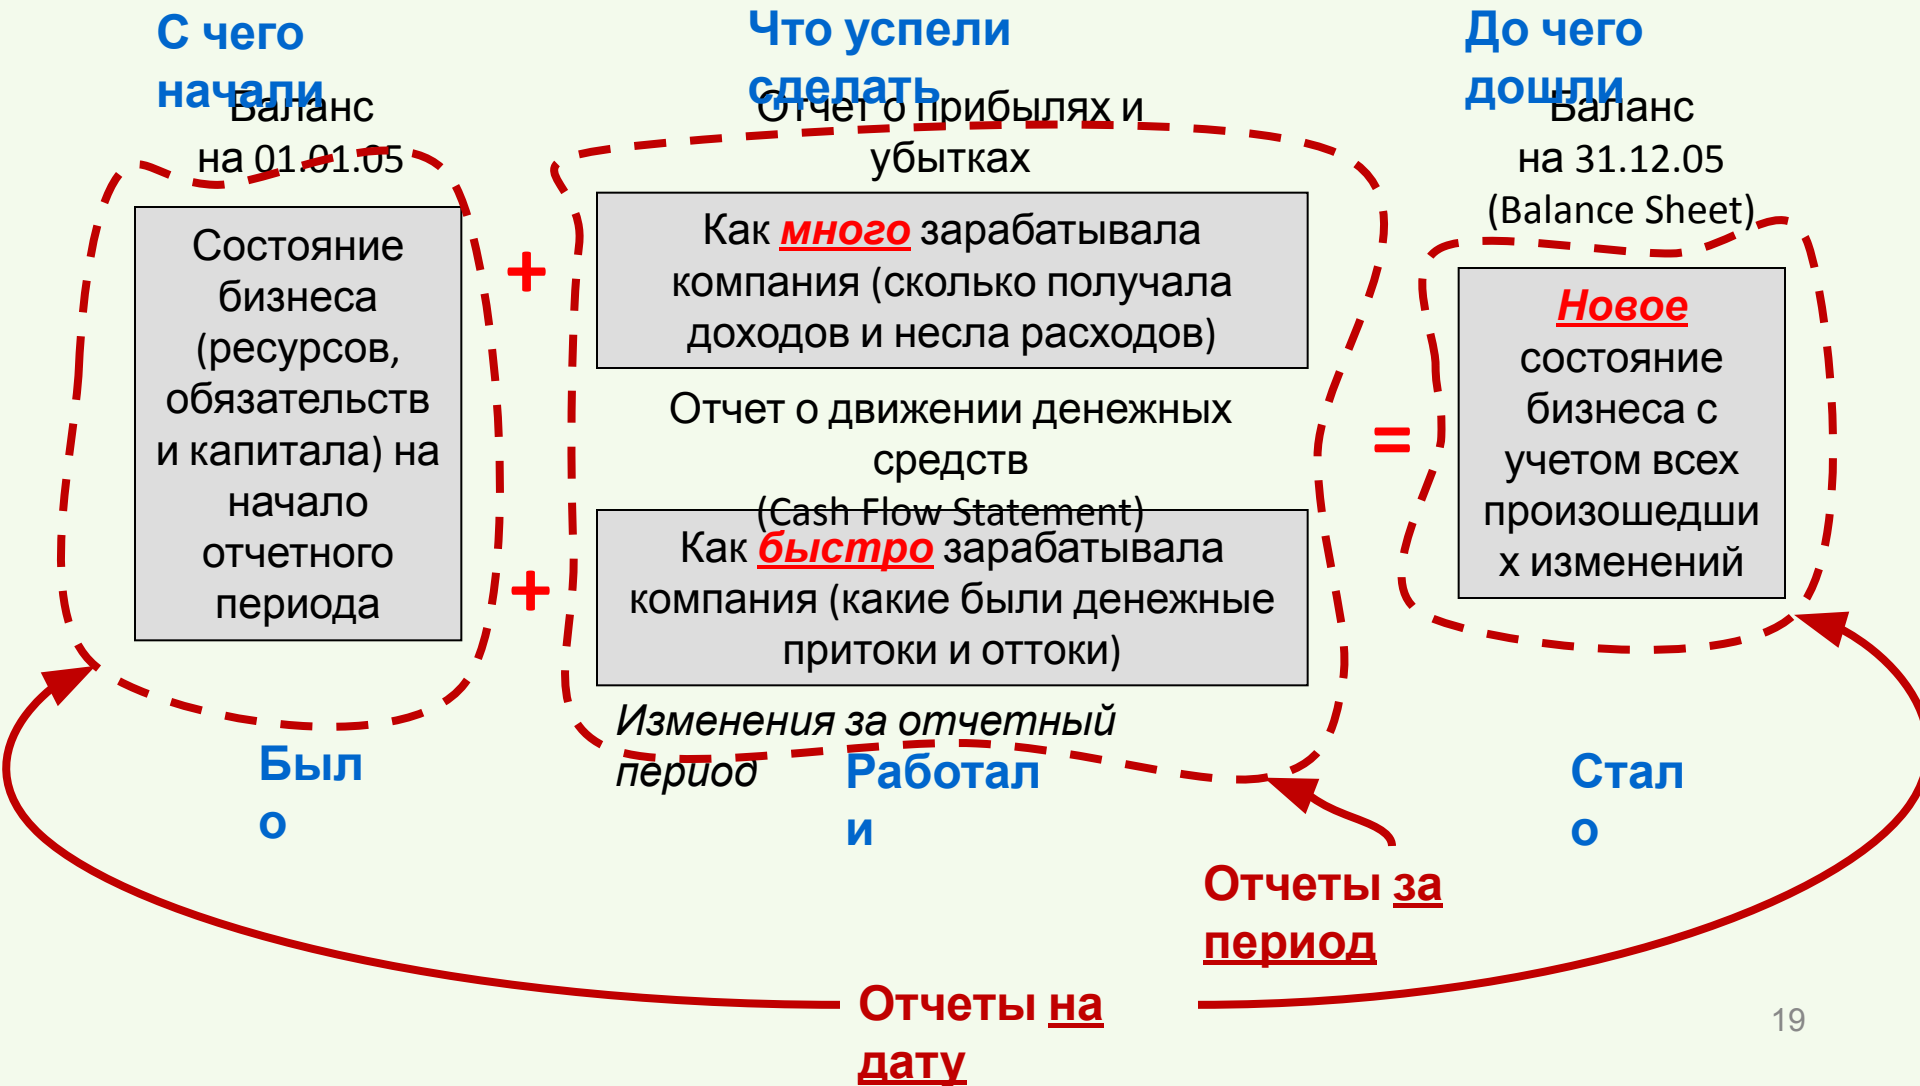 С чего
начали
Баланс
на 01.01.05
Состояние
бизнеса
(ресурсов,
обязательств
и капитала) на
начало
отчетного
периода
Был
о
+
+
Что успели
сделать
Отчет о прибылях и
убытках
Как много зарабатывала
компания (сколько получала
доходов и несла расходов)
Отчет о движении денежных
средств
(Cash Flow Statement)
Как быстро зарабатывала
компания (какие были денежные
притоки и оттоки)
Изменения за отчетный
период
Работал
и
=
До чего
дошли
Баланс
на 31.12.05
(Balance Sheet)
Новое
состояние
бизнеса с
учетом всех
произошедши
х изменений
Стал
о
Отчеты за
период
Отчеты на
дату
19